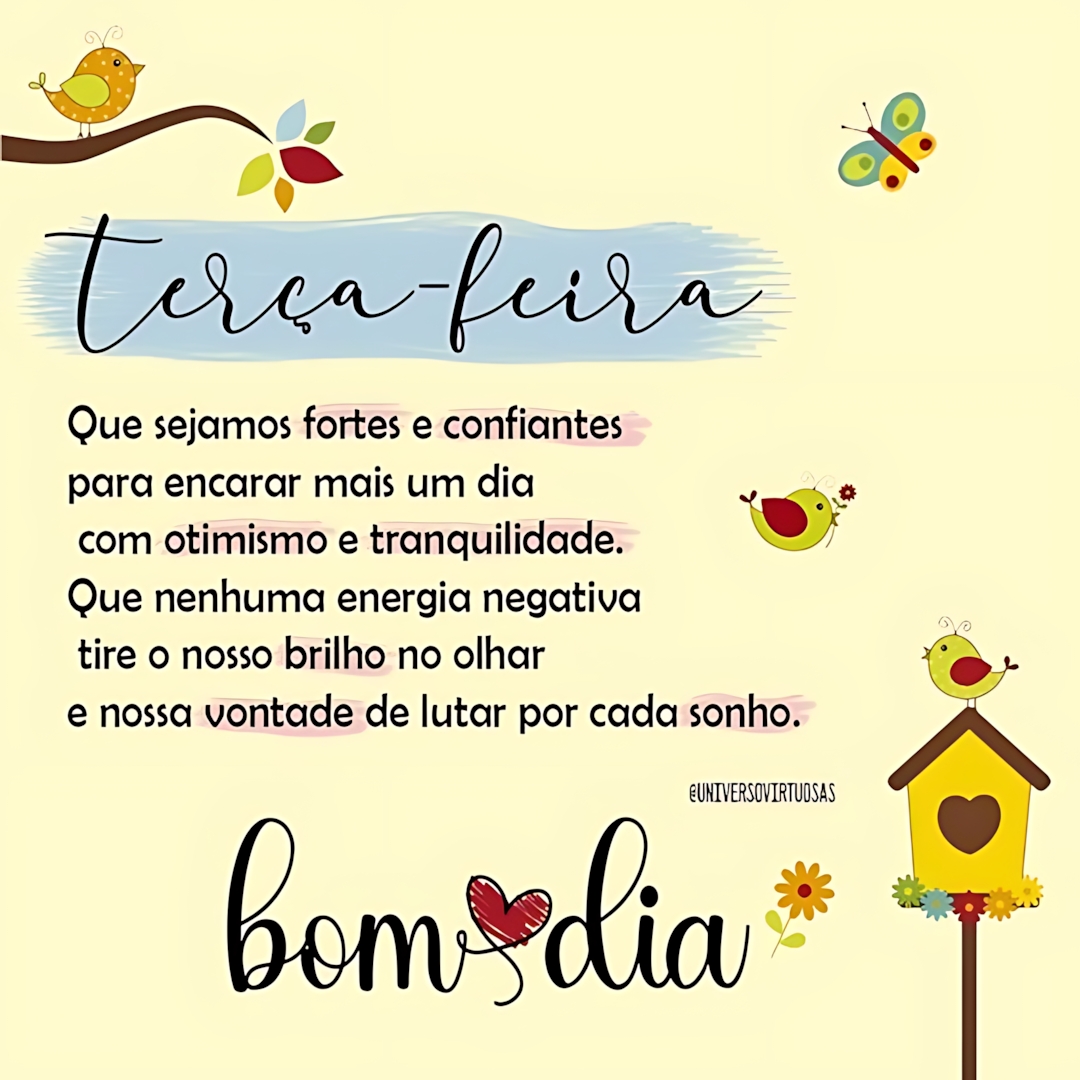 terça-feira
Que sejamos fortes e confiantes
para encarar mais um dia
com otimismo e tranquilidade.
Que nenhuma energia negativa
tire o nosso brilho no olhar
e nossa vontade de lutar por cada sonho.
@UNIVERSOVIRTUOSAS
bom dia